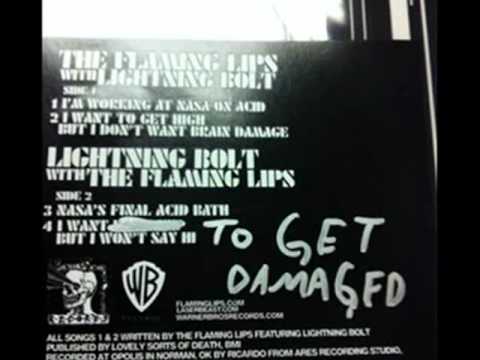 THE FLAMING LIPS
WITH LIGHTNING BOLT
SIDE 1
1 I'M WORKING AT NASA ON ACID
2 I WANT TO GET HIGH
BUT I DON'T WANT BRAIN DAMAGE
LIGHTNING BOLT
WITH THE FLAMING LIPS
SIDE 2
3 NASA'S FINAL ACID BATH
4 I WANT TO GET DAMAGED
BUT I WON'T SAY HI
WB
FLAMINGLIPS.COM
LASERBEAST.COM
WARNERBROSRECORDS.COM
ALL SONGS 1 & 2 WRITTEN BY THE FLAMING LIPS FEATURING LIGHTNING BOLT
PUBLISHED BY LOVELY SORTS OF DEATH, BMI
RECORDED AT OPOLIS IN NORMAN, OK BY RICARDO FROM ARES RECORDING STUDIO,